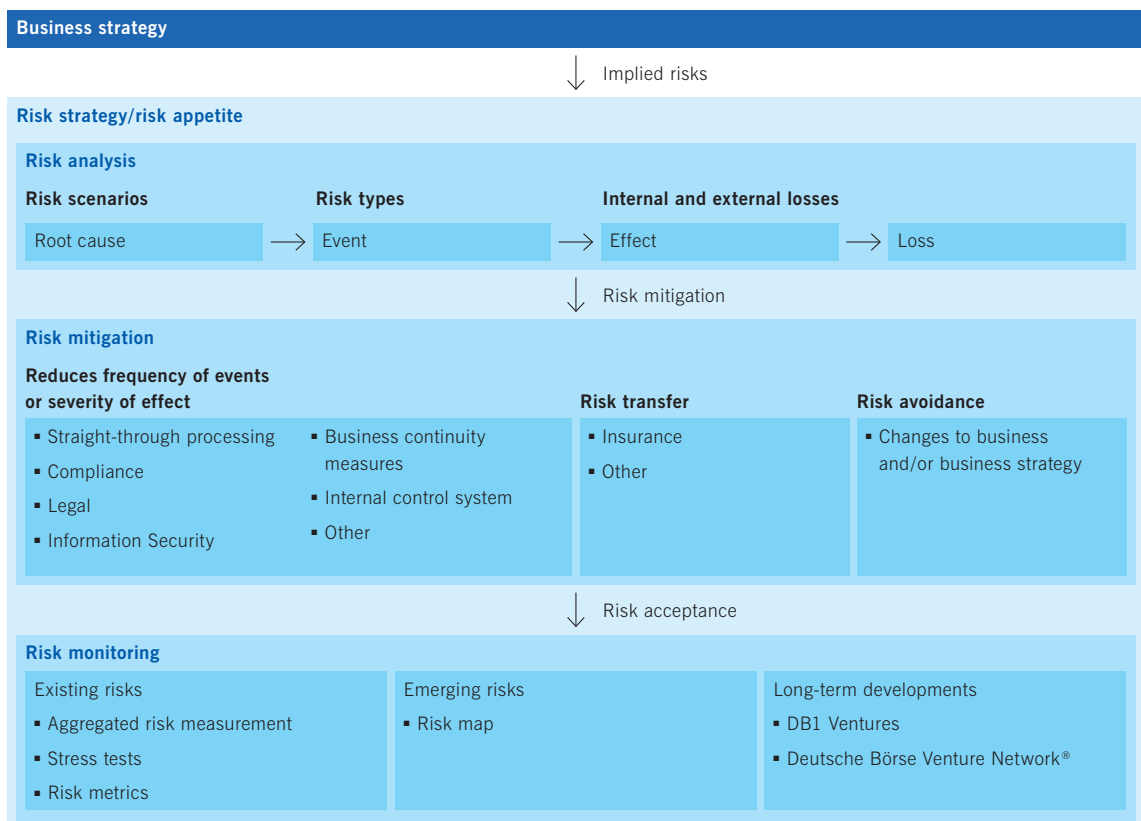 Business strategy
Implied risks
Risk strategy/risk appetite
Risk analysis
Risk scenarios
Risk types
Internal and external losses
Root cause
Event
Effect
Loss
Risk mitigation
Risk mitigation
Reduces frequency of events
or severity of effect
▪ Straight-through processing
▪ Compliance
▪ Legal
▪ Information Security
▪ Business continuity
measures
▪ Internal control system
▪ Other
Risk transfer
▪ Insurance
▪ Other
Risk avoidance
▪ Changes to business
and/or business strategy
Risk acceptance
Risk monitoring
Existing risks
▪ Aggregated risk measurement
▪ Stress tests
▪ Risk metrics
Emerging risks
▪ Risk map
Long-term developments
▪ DB1 Ventures
▪ Deutsche Börse Venture Network®